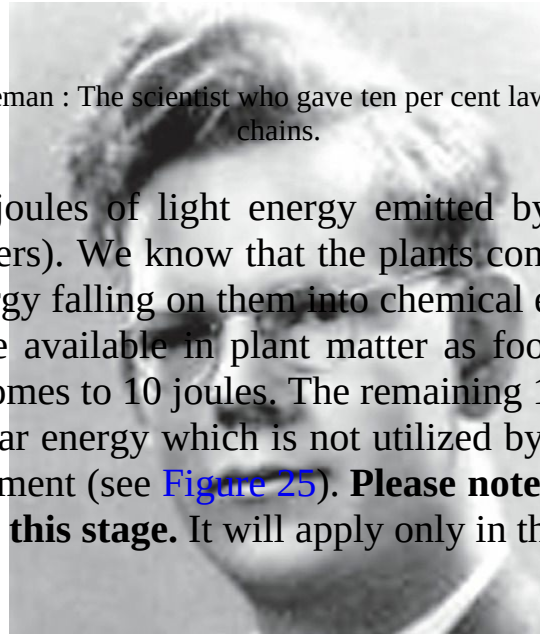 eman : The scientist who gave ten per cent law
chains.
joules of light energy emitted by
ers). We know that the plants con
gy falling on them into chemical e
e available in plant matter as foo
omes to 10 joules. The remaining 1
ar energy which is not utilized by
ment (see Figure 25). Please note
this stage. It will apply only in th